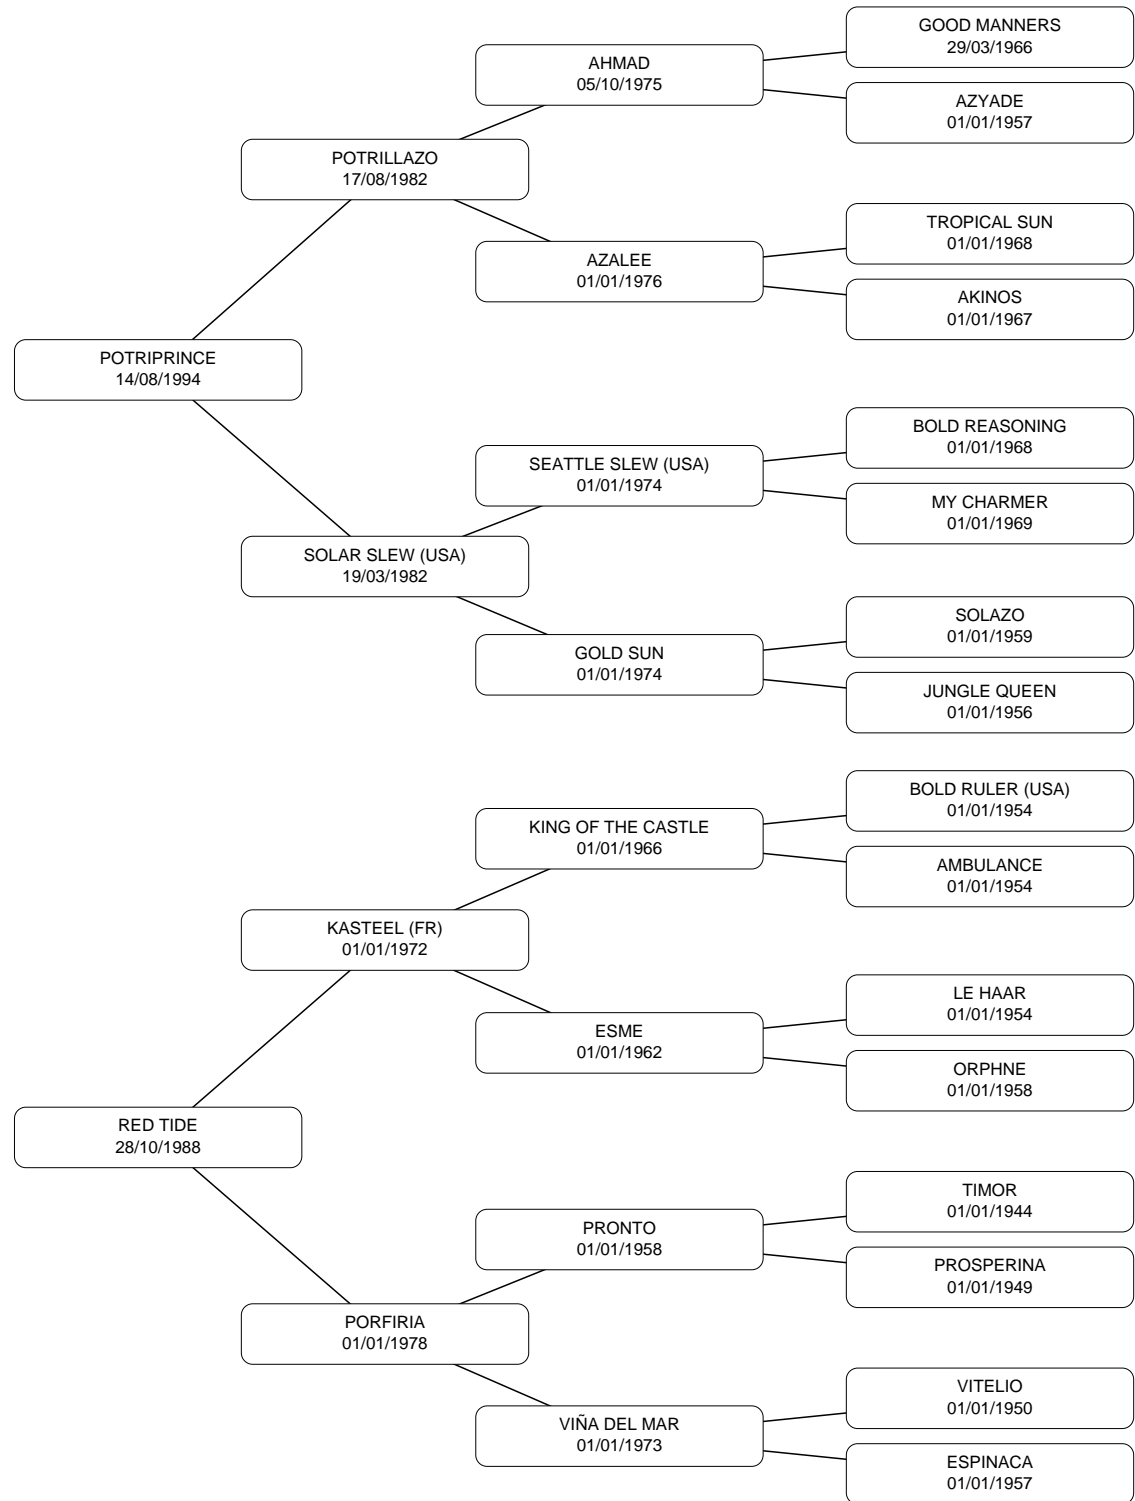 GOOD MANNERS
29/03/1966
AHMAD
05/10/1975
AZYADE
01/01/1957
POTRILLAZO
17/08/1982
TROPICAL SUN
01/01/1968
AZALEE
01/01/1976
AKINOS
01/01/1967
POTRIPRINCE
14/08/1994
BOLD REASONING
01/01/1968
SEATTLE SLEW (USA)
01/01/1974
MY CHARMER
01/01/1969
SOLAR SLEW (USA)
19/03/1982
SOLAZO
01/01/1959
GOLD SUN
01/01/1974
JUNGLE QUEEN
01/01/1956
BOLD RULER (USA)
01/01/1954
KING OF THE CASTLE
01/01/1966
AMBULANCE
01/01/1954
KASTEEL (FR)
01/01/1972
LE HAAR
01/01/1954
ESME
01/01/1962
ORPHNE
01/01/1958
RED TIDE
28/10/1988
TIMOR
01/01/1944
PRONTO
01/01/1958
PROSPERINA
01/01/1949
PORFIRIA
01/01/1978
VITELIO
01/01/1950
VIÑA DEL MAR
01/01/1973
ESPINACA
01/01/1957